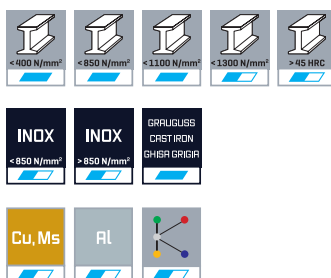 <400 N/mm² <850 N/mm² <1100 N/mm² <1300 N/mm² >45 HRC
INOX INOX GRAUGUSS
CAST IRON
GHISA GRIGIA
<850 N/mm² >850 N/mm²
Cu, Ms Al